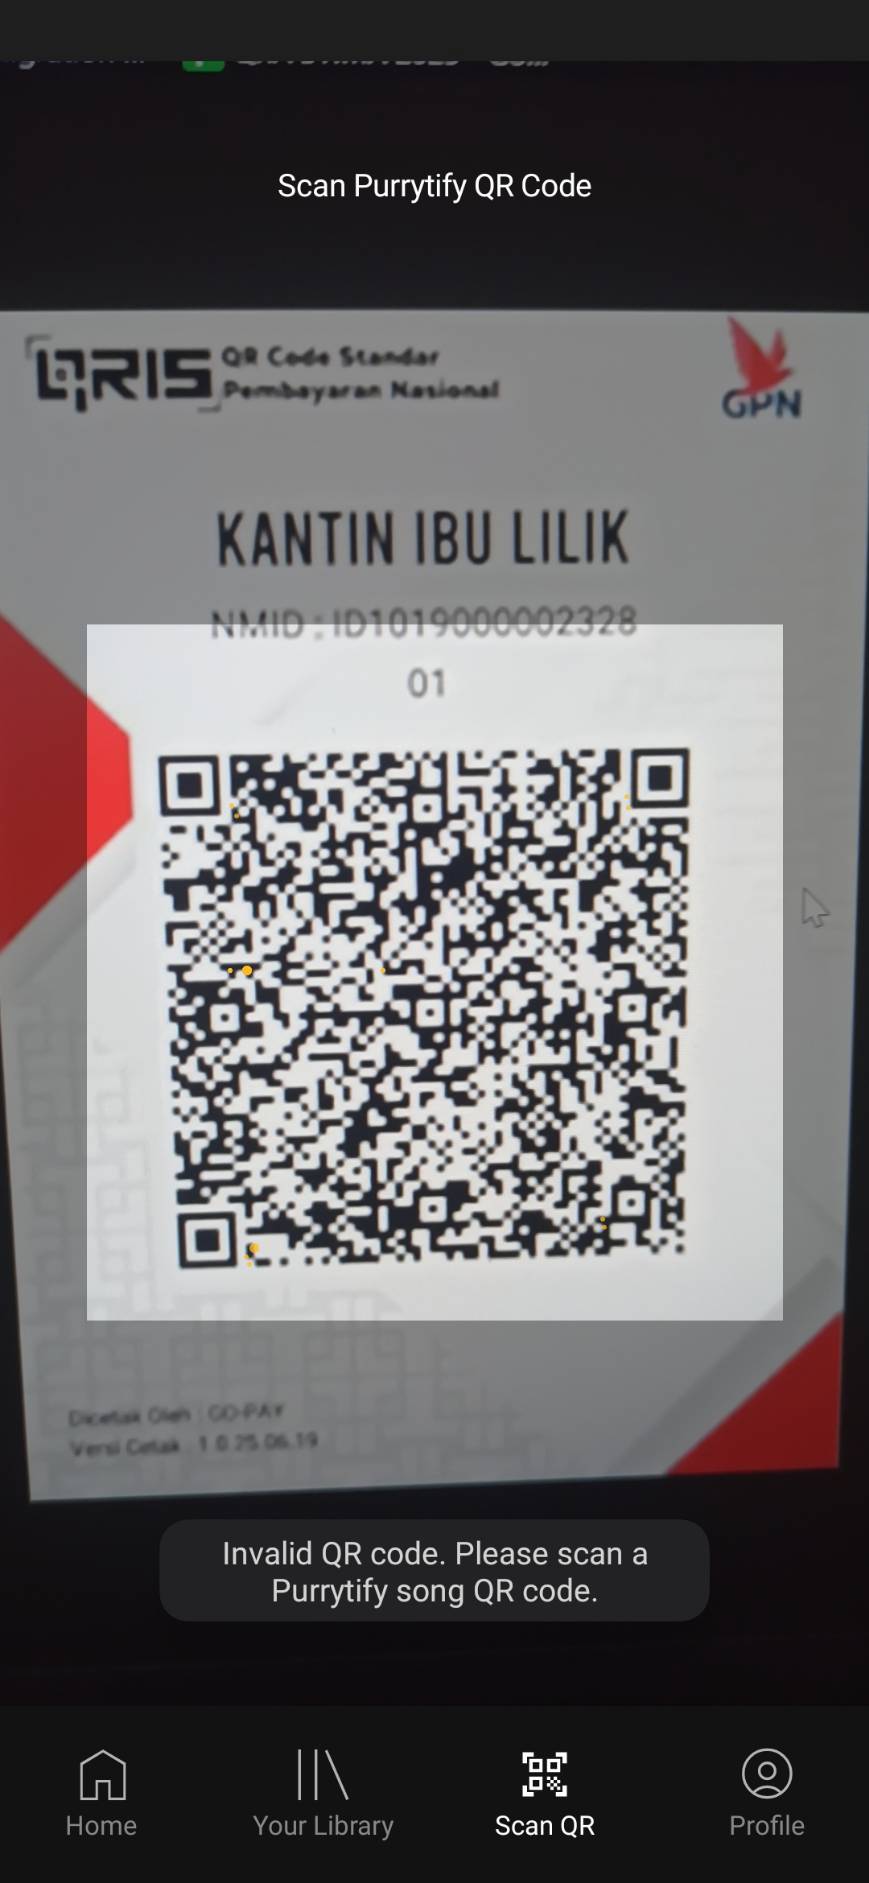 Scan Purrytify QR Code
QRIS QR Code Standar
Pembayaran Nasional
GPN
KANTIN IBU LILIK
NMID : ID1019000002328
01
Dicetak Oleh : GO-PAY
Versi Cetak : 1.0.25.06.19
Invalid QR code. Please scan a
Purrytify song QR code.
Home
Your Library
Scan QR
Profile